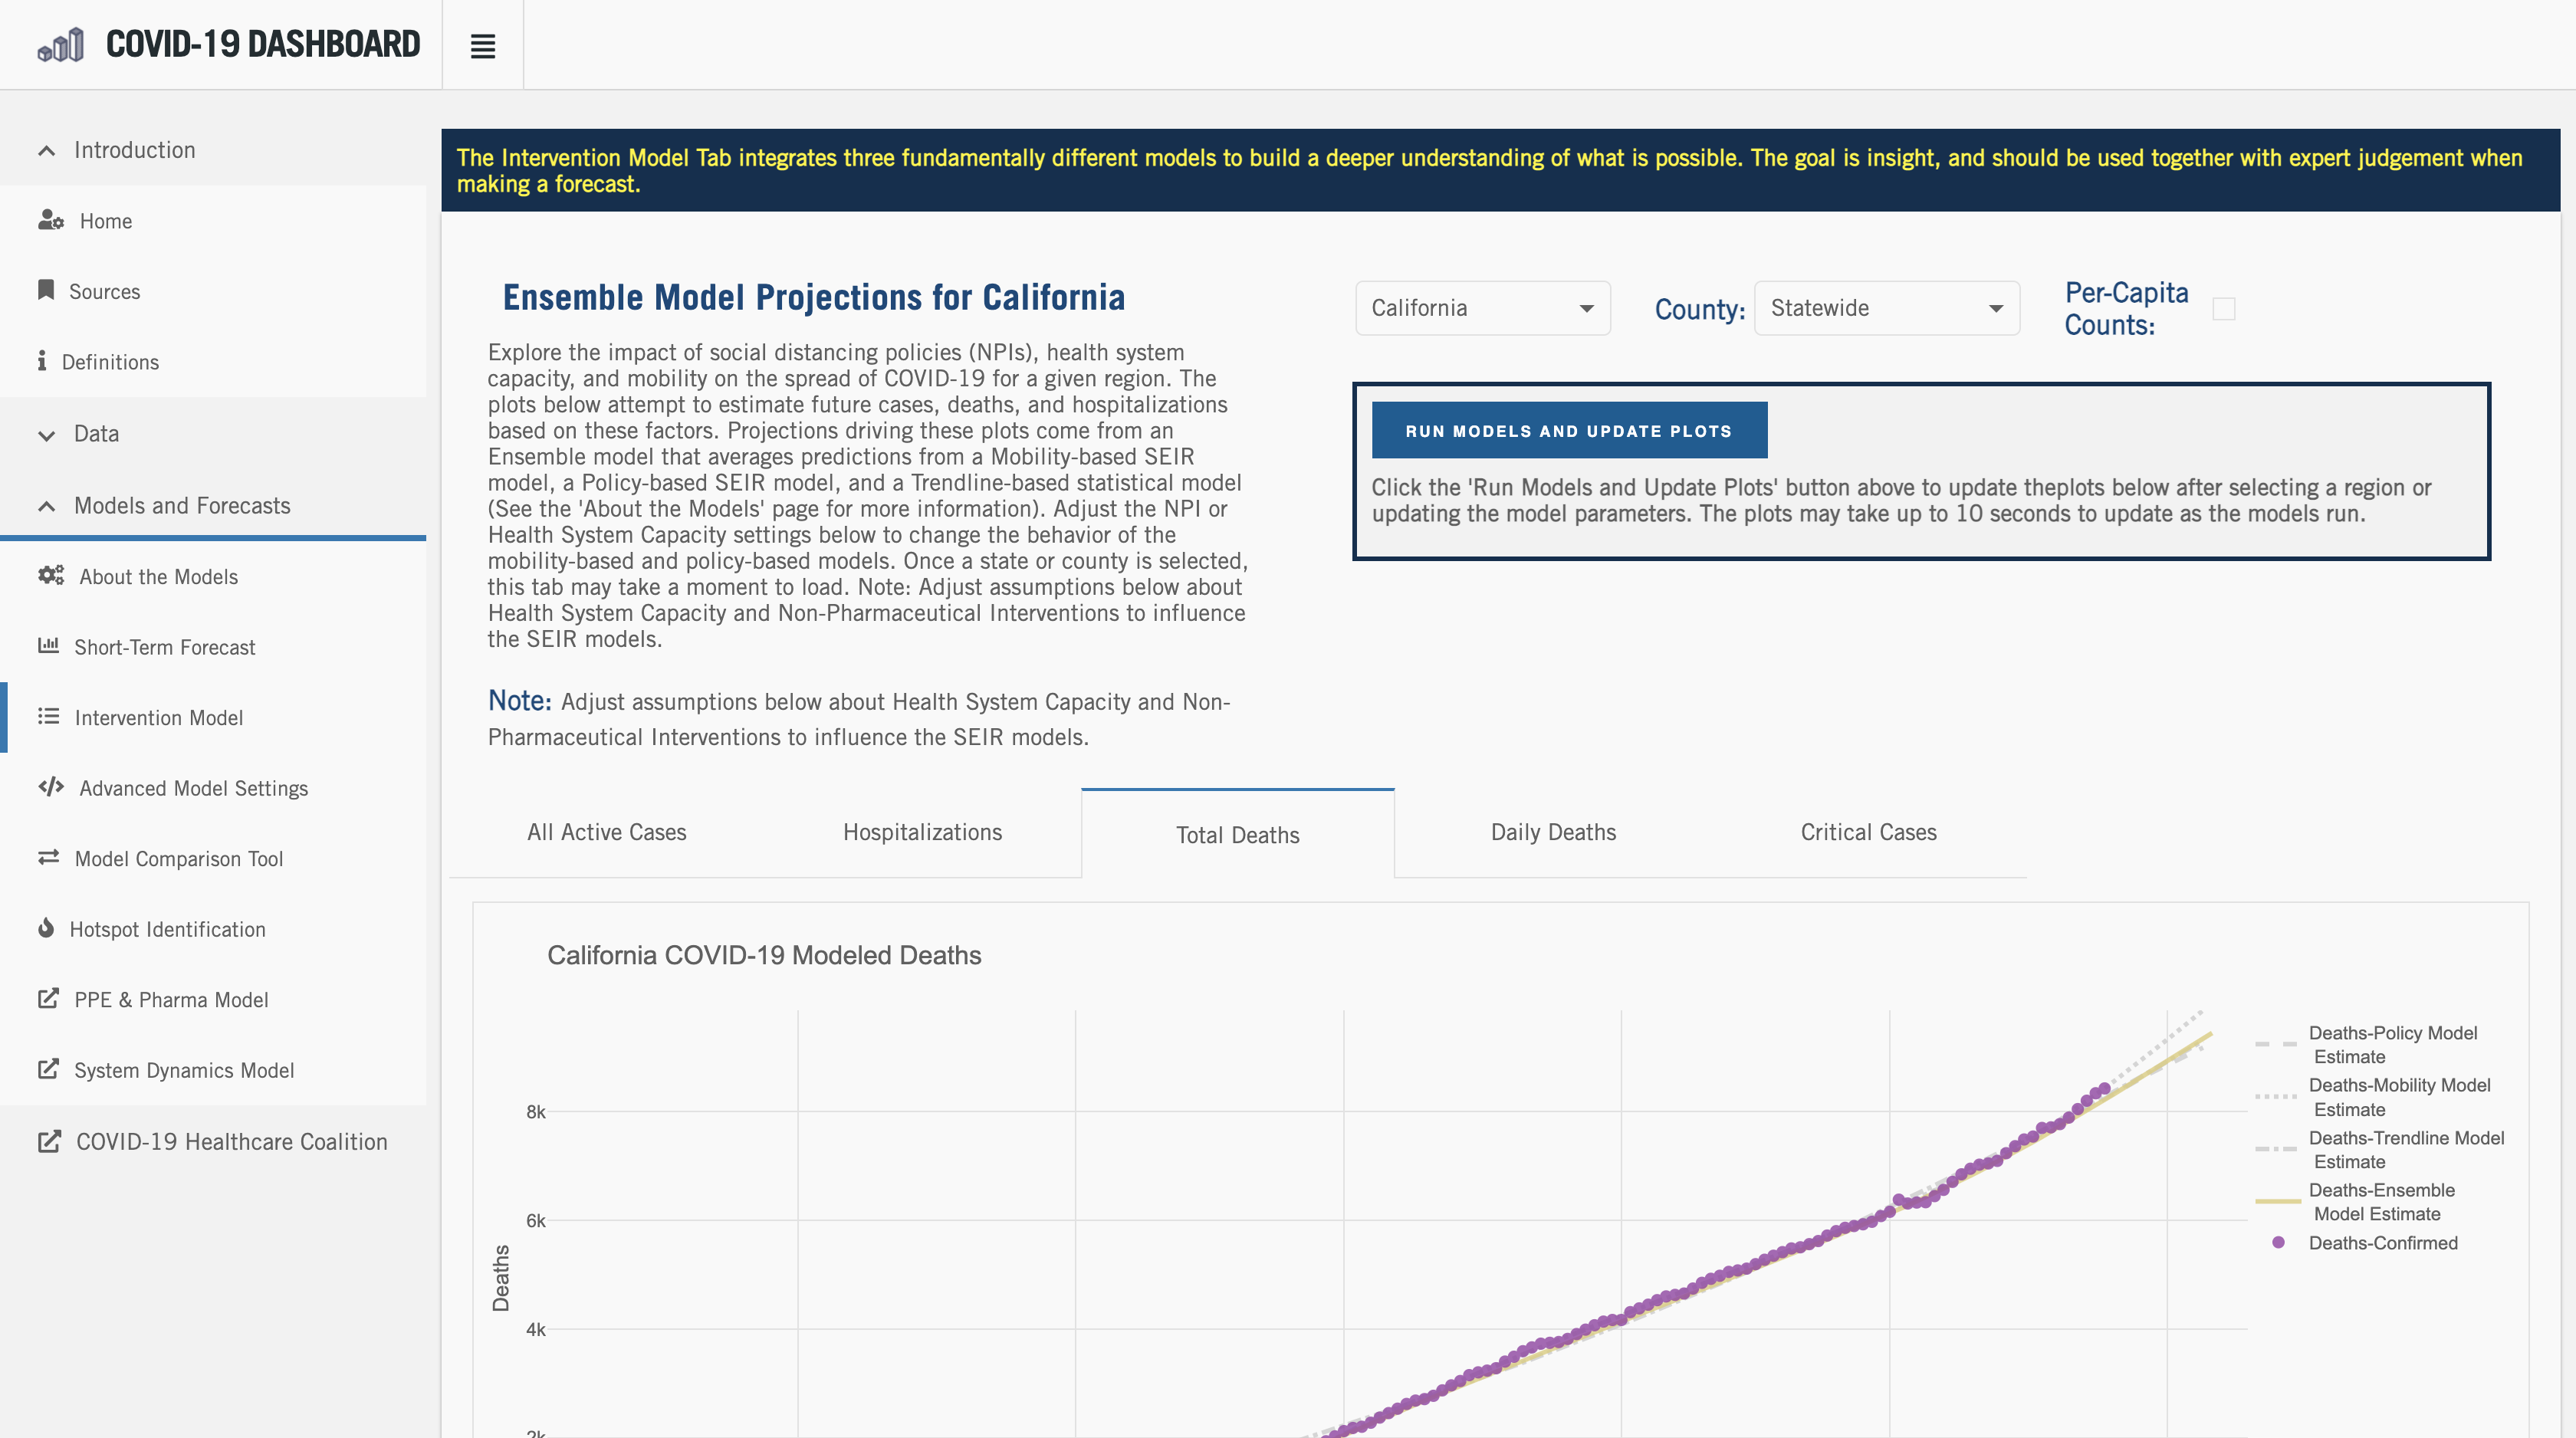 COVID-19 DASHBOARD
Introduction
Home
Sources
Definitions
Data
Models and Forecasts
About the Models
Short-Term Forecast
Intervention Model
Advanced Model Settings
Model Comparison Tool
Hotspot Identification
PPE & Pharma Model
System Dynamics Model
COVID-19 Healthcare Coalition
The Intervention Model Tab integrates three fundamentally different models to build a deeper understanding of what is possible. The goal is insight, and should be used together with expert judgement when
making a forecast.
Ensemble Model Projections for California
Explore the impact of social distancing policies (NPIs), health system
capacity, and mobility on the spread of COVID-19 for a given region. The
plots below attempt to estimate future cases, deaths, and hospitalizations
based on these factors. Projections driving these plots come from an
Ensemble model that averages predictions from a Mobility-based SEIR
model, a Policy-based SEIR model, and a Trendline-based statistical model
(See the 'About the Models' page for more information). Adjust the NPI or
Health System Capacity settings below to change the behavior of the
mobility-based and policy-based models. Once a state or county is selected,
this tab may take a moment to load. Note: Adjust assumptions below about
Health System Capacity and Non-Pharmaceutical Interventions to influence
the SEIR models.
Note: Adjust assumptions below about Health System Capacity and Non-
Pharmaceutical Interventions to influence the SEIR models.
California
County: Statewide
Per-Capita
Counts:
RUN MODELS AND UPDATE PLOTS
Click the 'Run Models and Update Plots' button above to update theplots below after selecting a region or
updating the model parameters. The plots may take up to 10 seconds to update as the models run.
All Active Cases
Hospitalizations
Total Deaths
Daily Deaths
Critical Cases
California COVID-19 Modeled Deaths
8k
6k
4k
2k
Deaths
Deaths-Policy Model
Estimate
Deaths-Mobility Model
Estimate
Deaths-Trendline Model
Estimate
Deaths-Ensemble
Model Estimate
Deaths-Confirmed